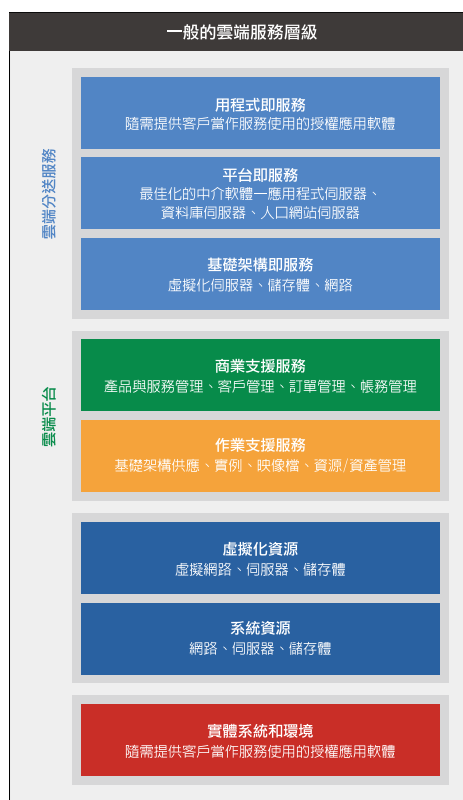 一般的雲端服務層級
雲端分送服務
用程式即服務
隨需提供客戶當作服務使用的授權應用軟體
平台即服務
最佳化的中介軟體一應用程式伺服器、
資料庫伺服器、人口網站伺服器
基礎架構即服務
虛擬化伺服器、儲存體、網路
雲端平台
商業支援服務
產品與服務管理、客戶管理、訂單管理、帳務管理
作業支援服務
基礎架構供應、實例、映像檔、資源/資產管理
虛擬化資源
虛擬網路、伺服器、儲存體
系統資源
網路、伺服器、儲存體
實體系統和環境
隨需提供客戶當作服務使用的授權應用軟體